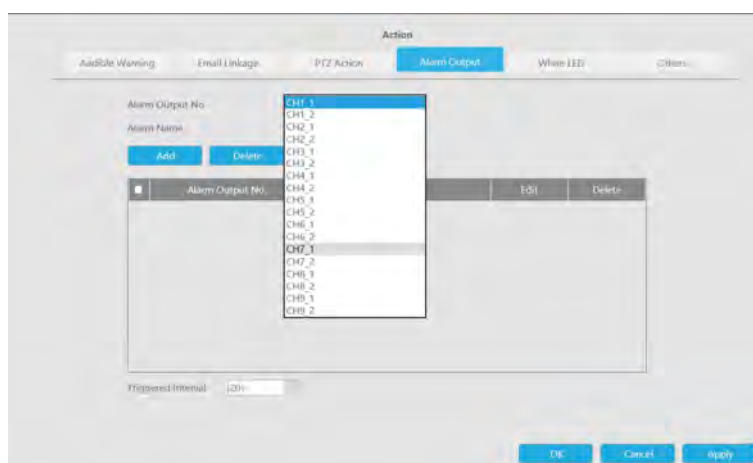 Action
Audible Warning Email Linkage PTZ Action Alarm Output White LED Others
Alarm Output No
Alarm Name
Add Delete
Alarm Output No. Edit Delete
CH1_1
CH1_2
CH2_1
CH2_2
CH3_1
CH3_2
CH4_1
CH4_2
CH5_1
CH5_2
CH6_1
CH6_2
CH7_1
CH7_2
CH8_1
CH8_2
CH9_1
CH9_2
Triggered Interval
OK Cancel Apply